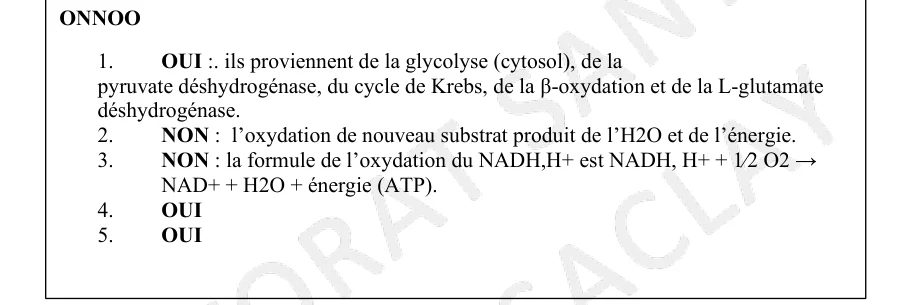 ONNOO
1. OUI :. ils proviennent de la glycolyse (cytosol), de la
pyruvate déshydrogénase, du cycle de Krebs, de la β-oxydation et de la L-glutamate
déshydrogénase.
2. NON : l’oxydation de nouveau substrat produit de l’H2O et de l’énergie.
3. NON : la formule de l’oxydation du NADH,H+ est NADH, H+ + 1⁄2 O2 →
NAD+ + H2O + énergie (ATP).
4. OUI
5. OUI